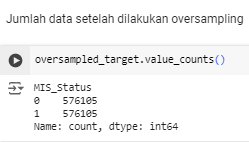 Jumlah data setelah dilakukan oversampling
oversampled_target.value_counts()
MIS_Status
0    576105
1    576105
Name: count, dtype: int64